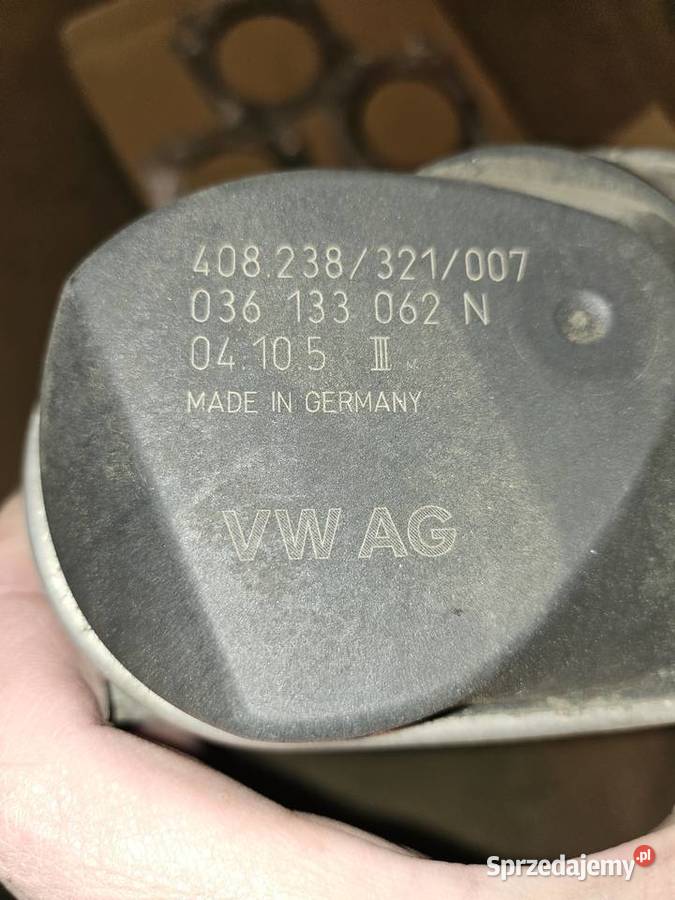 408.238/321/007
036 133 062 N
04.10.5 III
MADE IN GERMANY
VW AG
Sprzedajemy.pl